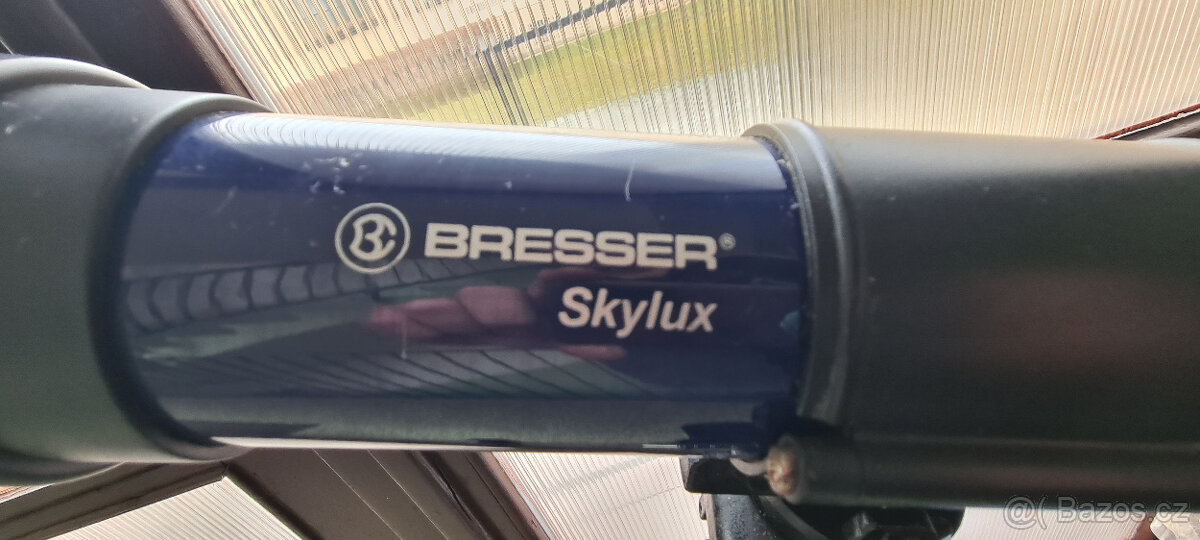 BRESSER®
Skylux
@( Bazos.cz